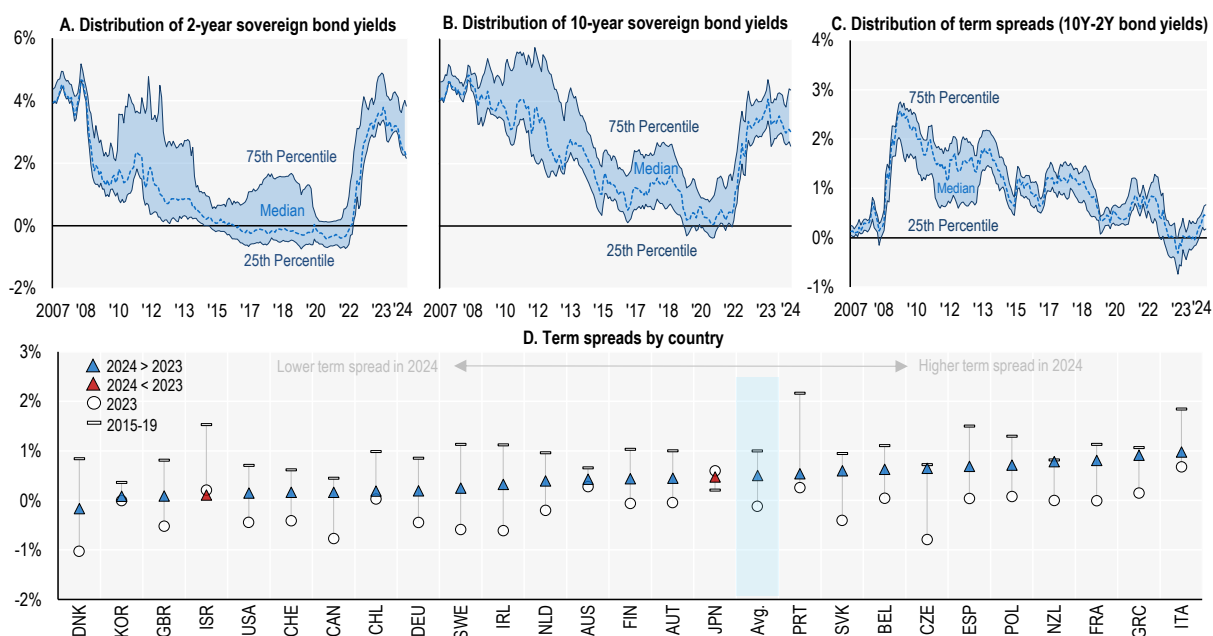 A. Distribution of 2-year sovereign bond yields
6%
4%
2%
0%
-2%
75th Percentile
Median
25th Percentile
2007 '08 '10 '12 '13 '15 '17 '18 '20 '22 '23 '24
B. Distribution of 10-year sovereign bond yields
6%
4%
2%
0%
-2%
75th Percentile
Median
25th Percentile
2007 '08 '10 '12 '13 '15 '17 '18 '20 '22 '23 '24
C. Distribution of term spreads (10Y-2Y bond yields)
4%
3%
2%
1%
0%
-1%
75th Percentile
Median
25th Percentile
2007 '08 '10 '12 '13 '15 '17 '18 '20 '22 '23 '24
D. Term spreads by country
3%
2%
1%
0%
-1%
-2%
2024 > 2023
2024 < 2023
2023
2015-19
Lower term spread in 2024
Higher term spread in 2024
DNK KOR GBR ISR USA CHE CAN CHL DEU SWE IRL NLD AUS FIN AUT JPN Avg. PRT SVK BEL CZE ESP POL NZL FRA GRC ITA